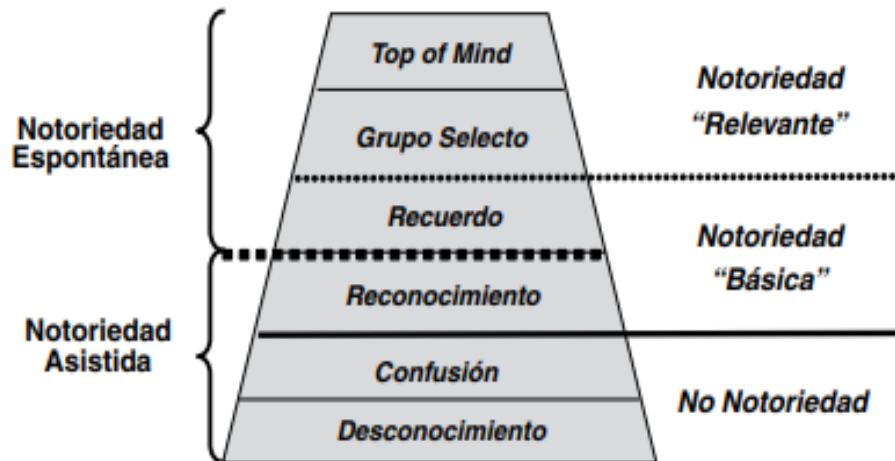 Top of Mind
Grupo Selecto
Recuerdo
Reconocimiento
Confusión
Desconocimiento
Notoriedad
Espontánea
Notoriedad
Asistida
Notoriedad
“Relevante”
Notoriedad
“Básica”
No Notoriedad